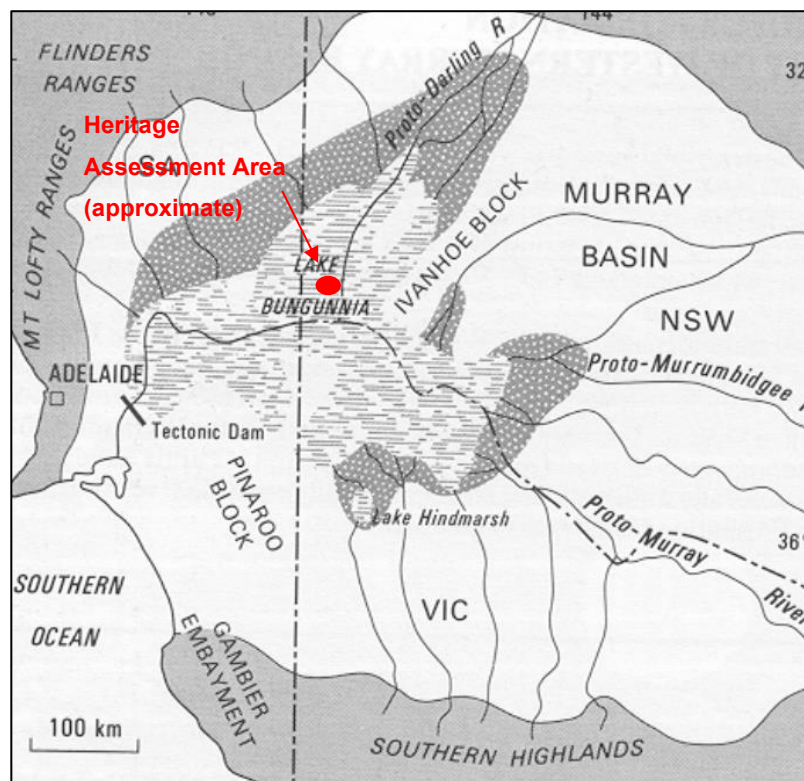 144
FLINDERS
RANGES
32
Proto-Darling R
Heritage
SA
Assessment Area
(approximate)
MT LOFTY RANGES
MURRAY
BASIN
IVANHOE BLOCK
LAKE
BUNGUNNIA
NSW
ADELAIDE
Proto-Murrumbidgee
Tectonic Dam
PINAROO
BLOCK
Lake Hindmarsh
36°
Proto-Murray
River
SOUTHERN
OCEAN
VIC
GAMBIER
EMBAYMENT
100 km
SOUTHERN HIGHLANDS